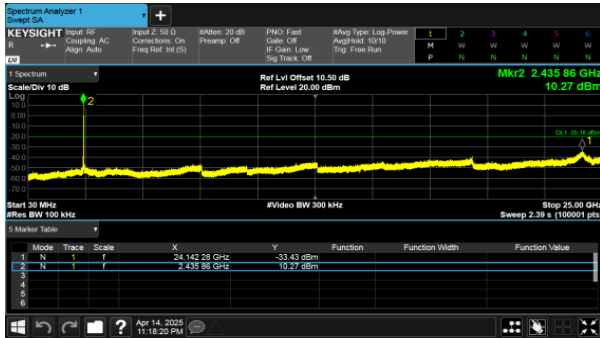 Spectrum Analyzer 1
Swept SA
+
KEYSIGHT
R
LXI
Input: RF
Coupling: AC
Align: Auto
Input Z: 50 Ω
Corrections: On
Freq Ref: Int (S)
#Atten: 20 dB
Preamp: Off
PNO: Fast
Gate: Off
IF Gain: Low
Sig Track: Off
#Avg Type: Log-Power
Avg|Hold: 10/10
Trig: Free Run
1 2 3 4 5 6
M W W W W W
P N N N N N
1 Spectrum
Scale/Div 10 dB
Ref Lvl Offset 10.50 dB
Ref Level 20.00 dBm
Mkr2 2.435 86 GHz
10.27 dBm
Log
10.0
0.00
-10.0
-20.0
-30.0
-40.0
-50.0
-60.0
-70.0
2
DL1 -20.16 dBm
1
Start 30 MHz
#Res BW 100 kHz
#Video BW 300 kHz
Stop 25.00 GHz
Sweep 2.39 s (100001 pts)
5 Marker Table
Mode Trace Scale X Y Function Function Width Function Value
1 N 1 f 24.142 28 GHz -33.43 dBm
2 N 1 f 2.435 86 GHz 10.27 dBm
3
4
5
6
?
Apr 14, 2025
11:18:20 PM